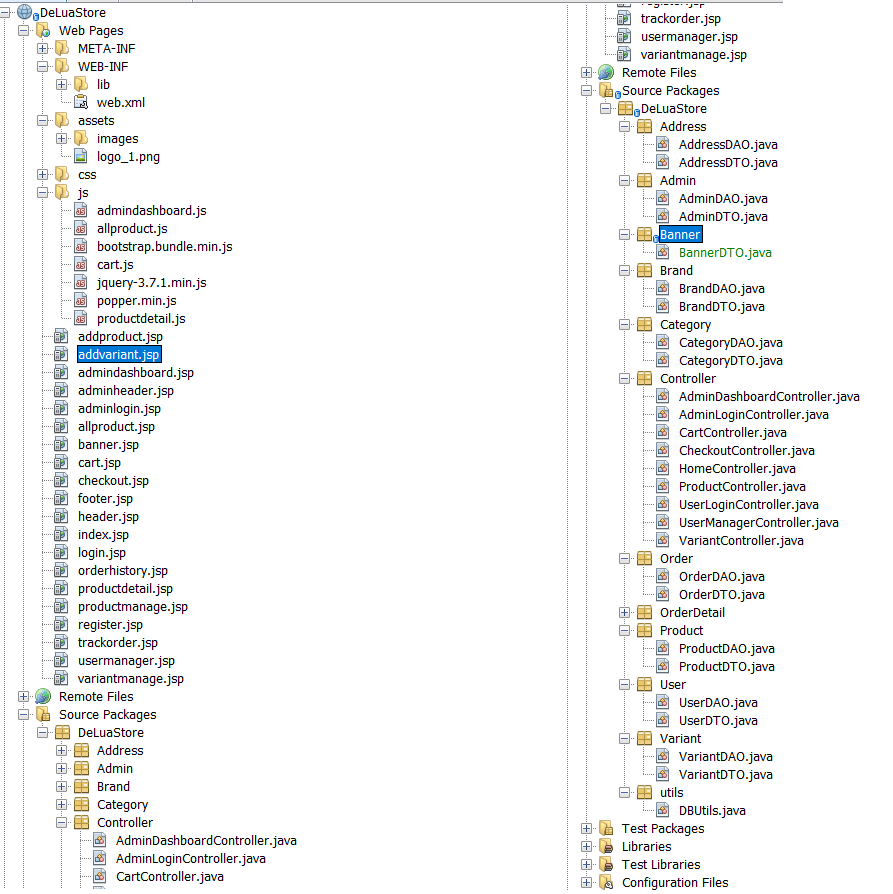 DeLuaStore
Web Pages
META-INF
WEB-INF
lib
web.xml
assets
images
logo_1.png
css
js
admindashboard.js
allproduct.js
bootstrap.bundle.min.js
cart.js
jquery-3.7.1.min.js
popper.min.js
productdetail.js
addproduct.jsp
addvariant.jsp
admindashboard.jsp
adminheader.jsp
adminlogin.jsp
allproduct.jsp
banner.jsp
cart.jsp
checkout.jsp
footer.jsp
header.jsp
index.jsp
login.jsp
orderhistory.jsp
productdetail.jsp
productmanage.jsp
register.jsp
trackorder.jsp
usermanager.jsp
variantmanage.jsp
Remote Files
Source Packages
DeLuaStore
Address
Admin
Brand
Category
Controller
AdminDashboardController.java
AdminLoginController.java
CartController.java
trackorder.jsp
usermanager.jsp
variantmanage.jsp
Remote Files
Source Packages
DeLuaStore
Address
AddressDAO.java
AddressDTO.java
Admin
AdminDAO.java
AdminDTO.java
Banner
BannerDTO.java
Brand
BrandDAO.java
BrandDTO.java
Category
CategoryDAO.java
CategoryDTO.java
Controller
AdminDashboardController.java
AdminLoginController.java
CartController.java
CheckoutController.java
HomeController.java
ProductController.java
UserLoginController.java
UserManagerController.java
VariantController.java
Order
OrderDAO.java
OrderDTO.java
OrderDetail
Product
ProductDAO.java
ProductDTO.java
User
UserDAO.java
UserDTO.java
Variant
VariantDAO.java
VariantDTO.java
utils
DBUtils.java
Test Packages
Libraries
Test Libraries
Configuration Files